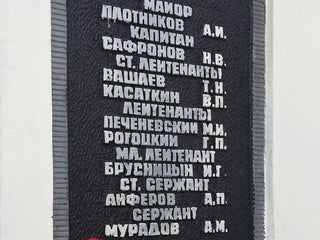 МАЙОР
ПЛОТНИКОВ А.И.
КАПИТАН
САФРОНОВ Н.В.
СТ. ЛЕЙТЕНАНТЫ
ВАШАЕВ Т.Н.
КАСАТКИН В.П.
ЛЕЙТЕНАНТЫ
ПЕЧЕНЕВСКИЙ М.И.
РОГОЦКИЙ Г.П.
МЛ. ЛЕЙТЕНАНТ
БРУСНИЦЫН И.Г
СТ. СЕРЖАНТ
АНФЕРОВ А.П.
СЕРЖАНТ
МУРАДОВ А.М.